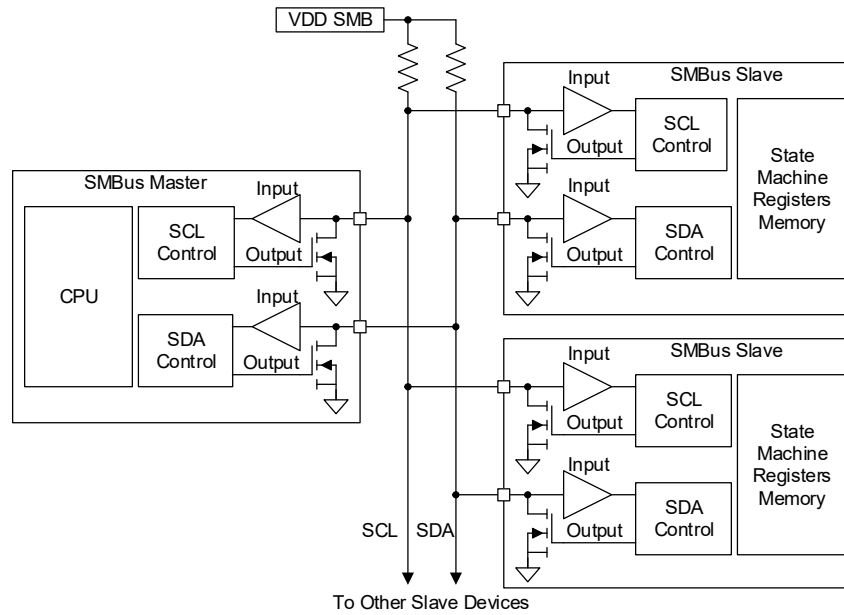 VDD SMB
SMBus Master
CPU
SCL
Control
Input
Output
SDA
Control
Input
Output
SMBus Slave
Input
Output
SCL
Control
Input
Output
SDA
Control
State
Machine
Registers
Memory
SMBus Slave
Input
Output
SCL
Control
Input
Output
SDA
Control
State
Machine
Registers
Memory
SCL
SDA
To Other Slave Devices